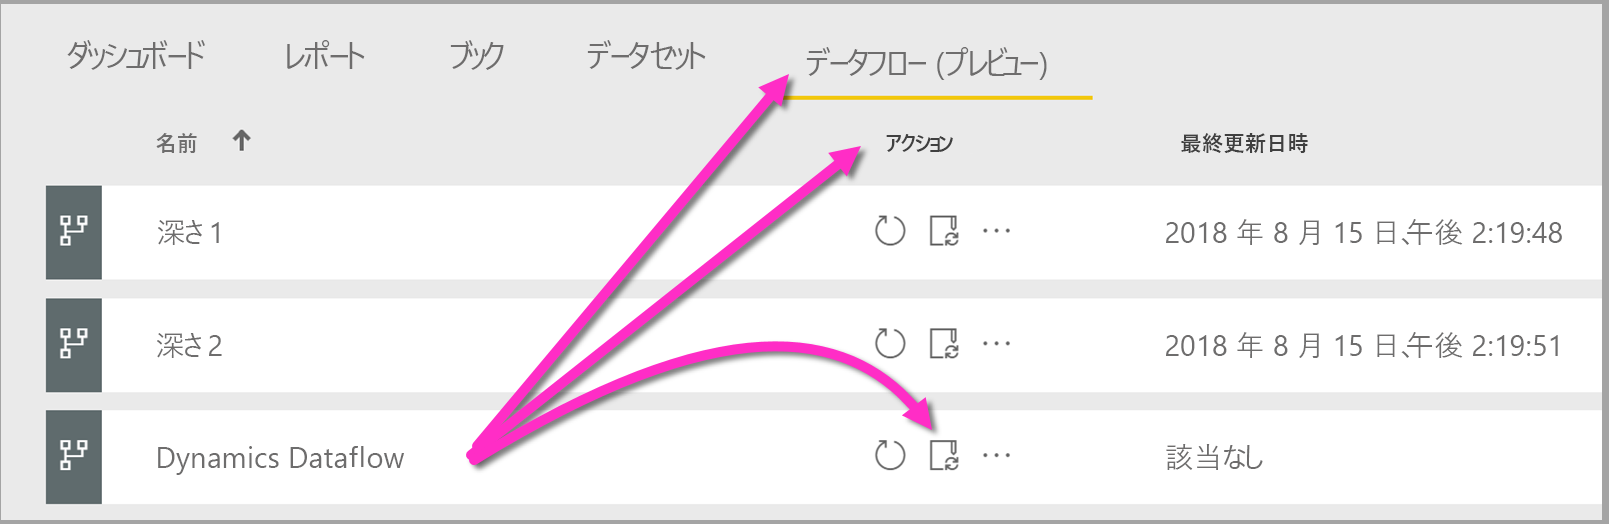 ダッシュボード レポート ブック データセット データフロー (プレビュー)
名前 アクション 最終更新日時
深さ 1 2018 年 8 月 15 日、午後 2:19:48
深さ 2 2018 年 8 月 15 日、午後 2:19:51
Dynamics Dataflow 該当なし